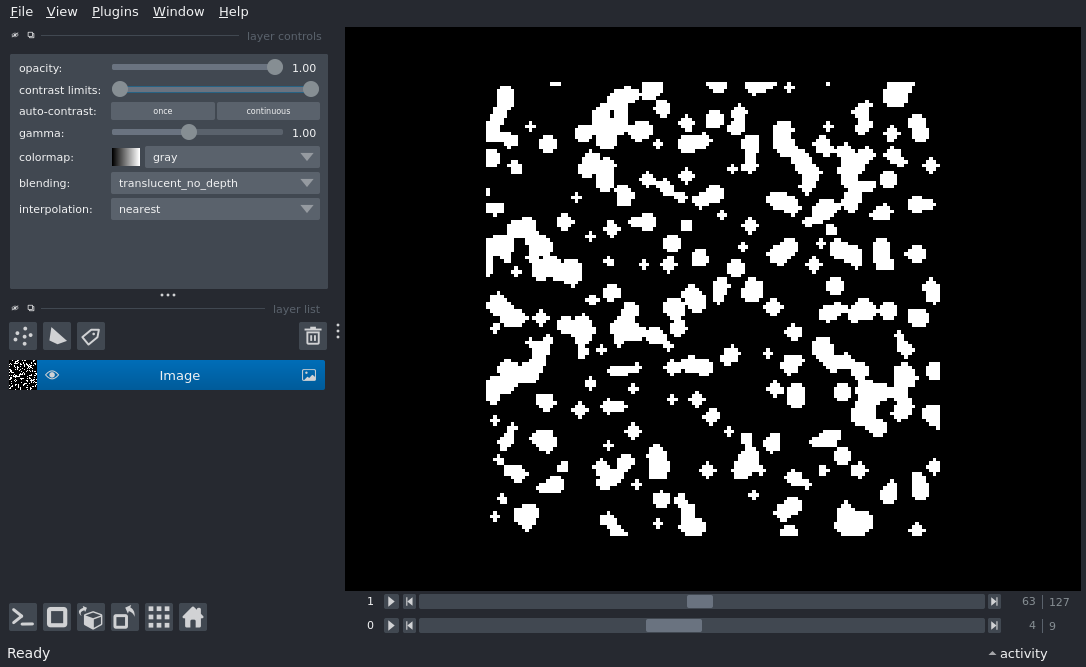 File View Plugins Window Help
layer controls
opacity: 1.00
contrast limits:
auto-contrast: once continuous
gamma: 1.00
colormap: gray
blending: translucent_no_depth
interpolation: nearest
layer list
Image
1 63 127
0 4 9
Ready activity